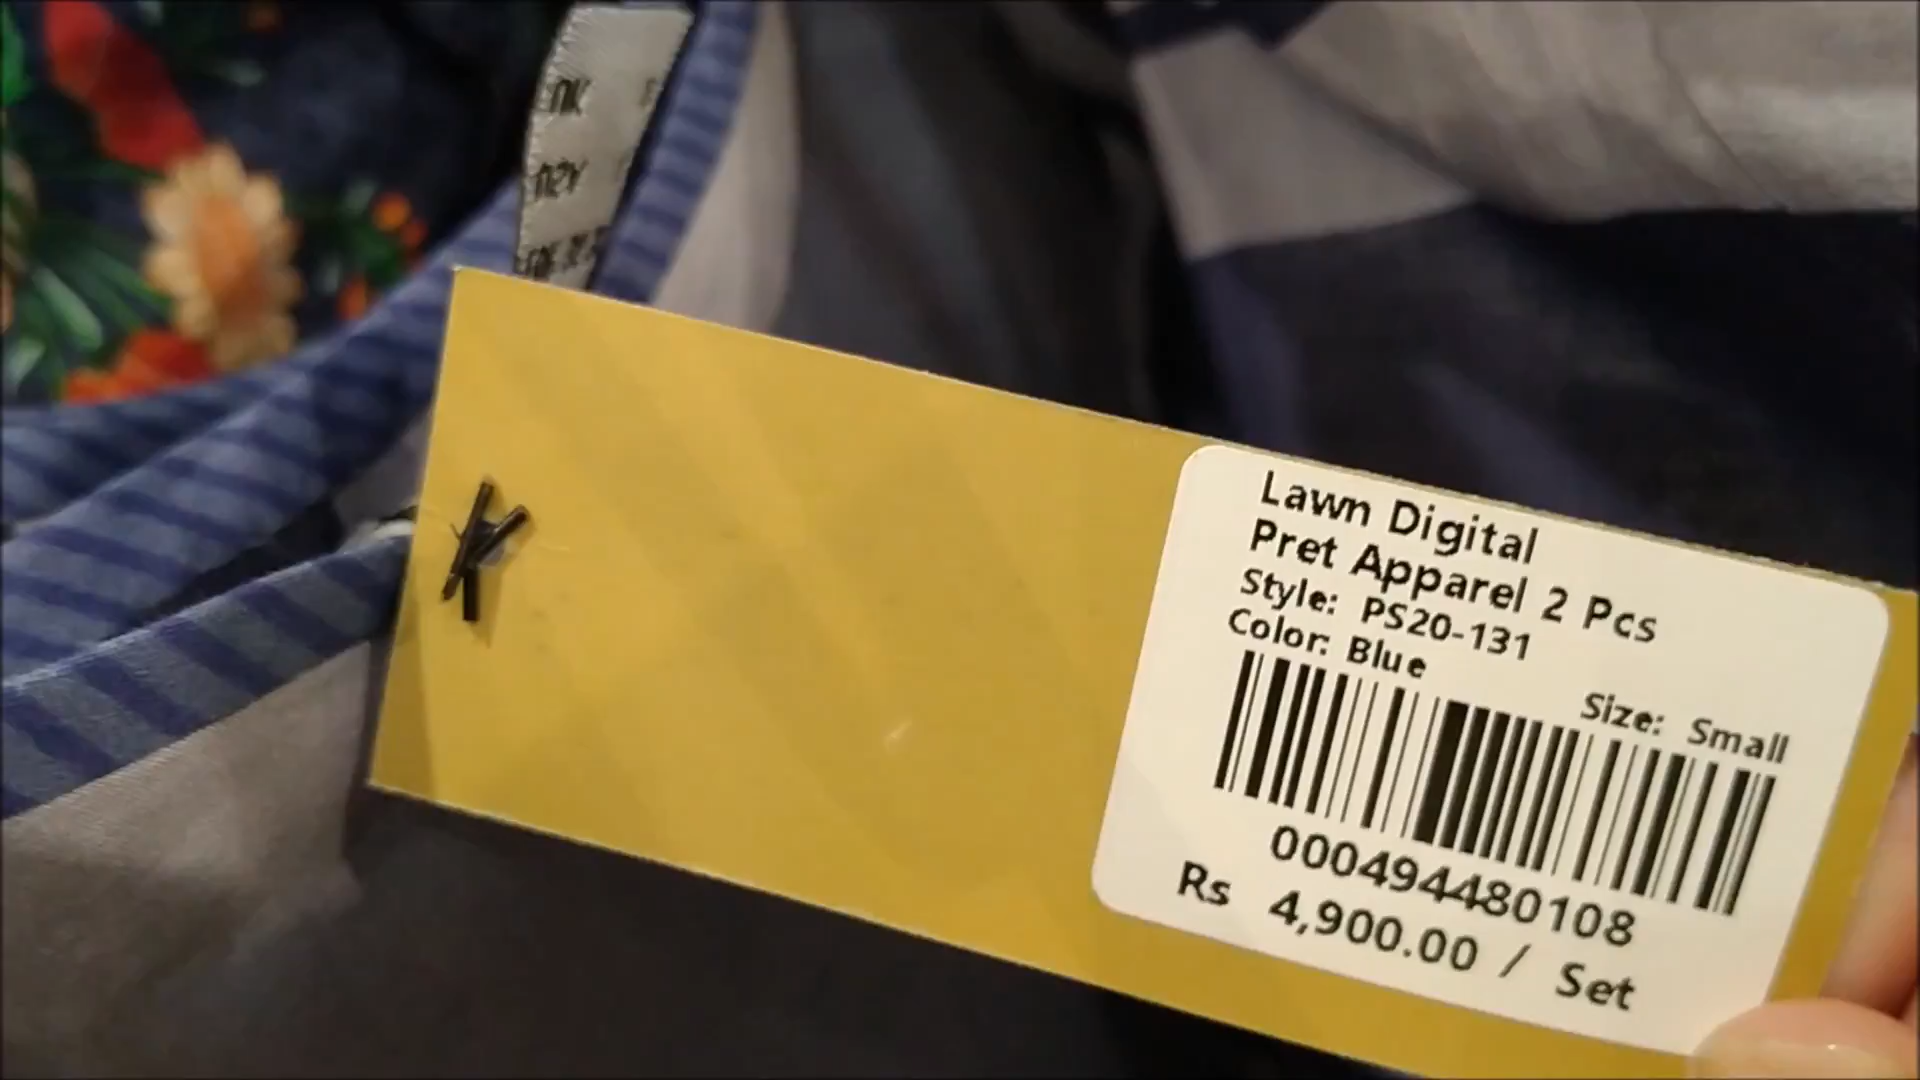 Lawn Digital
Pret Apparel 2 Pcs
Style: PS20-131
Color: Blue
Size: Small
000494480108
Rs 4,900.00 / Set